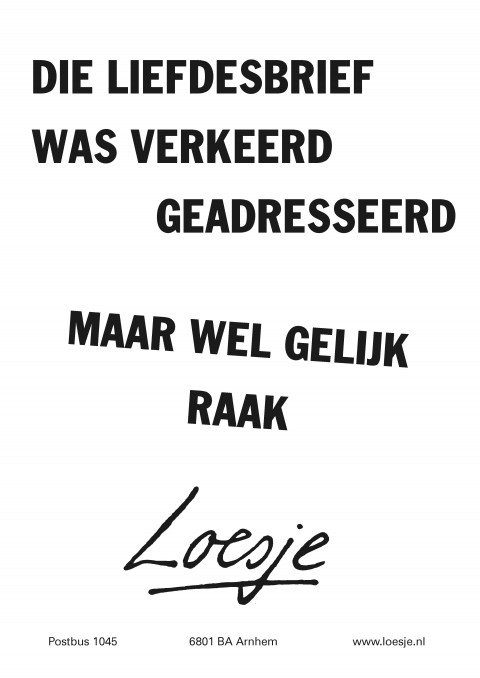 DIE LIEFDESBRIEF
WAS VERKEERD
GEADRESSEERD
MAAR WEL GELIJK
RAAK
Loesje
Postbus 1045 6801 BA Arnhem www.loesje.nl